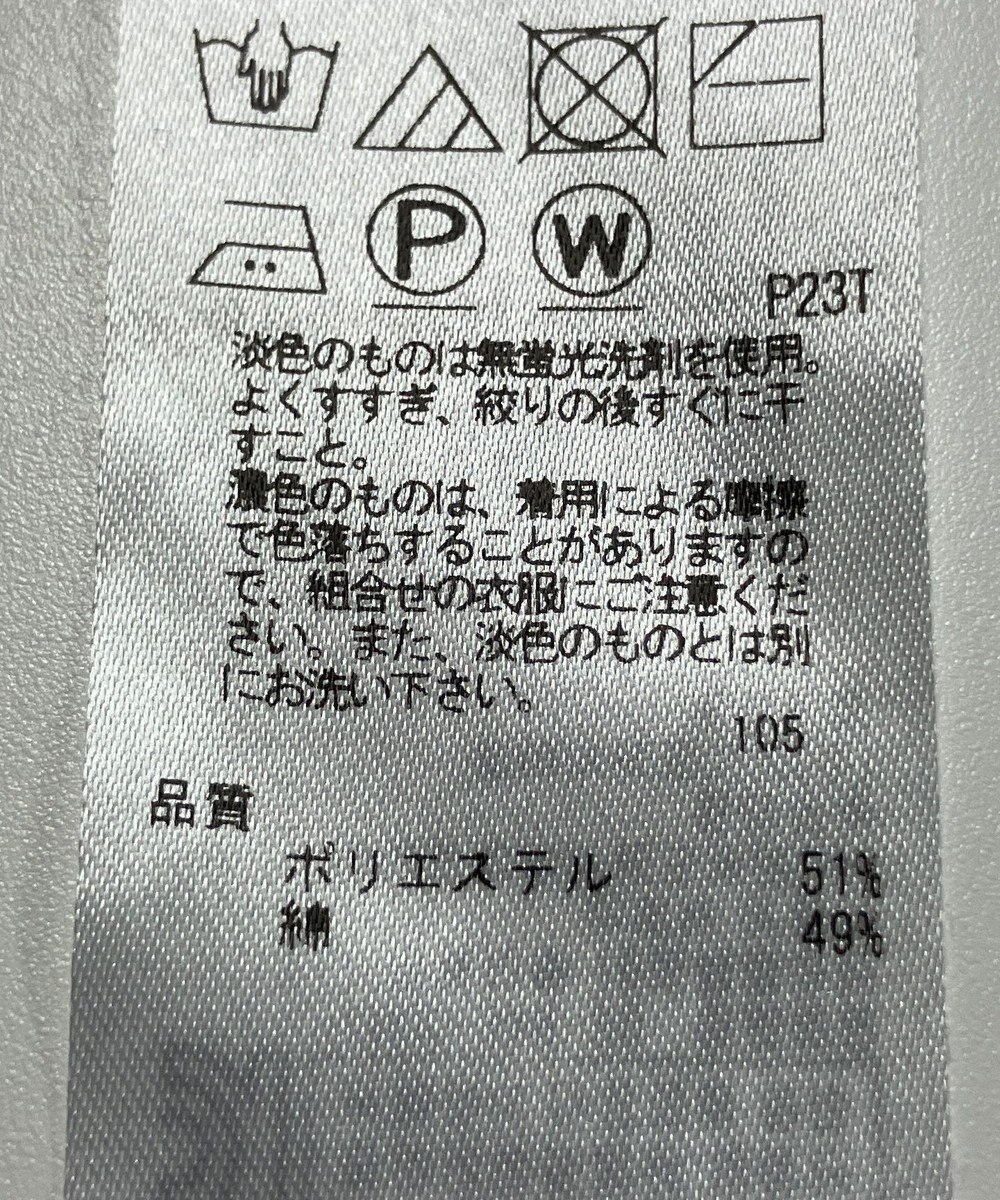 P W
P23T
淡色のものは無蛍光洗剤を使用。
よくすすぎ、絞りの後すぐに干
すこと。
濃色のものは、着用による摩擦
で色落ちすることがありますの
で、組合せの衣服にご注意くだ
さい。また、淡色のものとは別
にお洗い下さい。
105
品質
ポリエステル 51%
綿 49%